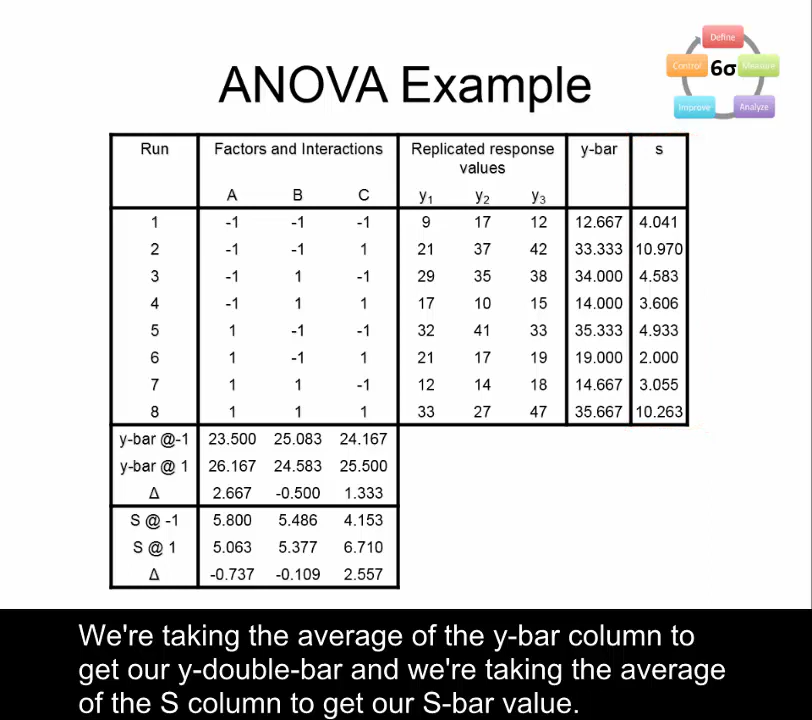 Define
Control 6σ Measure
Improve Analyze
ANOVA Example
Run Factors and Interactions Replicated response values y-bar s
A B C y1 y2 y3
1 -1 -1 -1 9 17 12 12.667 4.041
2 -1 -1 1 21 37 42 33.333 10.970
3 -1 1 -1 29 35 38 34.000 4.583
4 -1 1 1 17 10 15 14.000 3.606
5 1 -1 -1 32 41 33 35.333 4.933
6 1 -1 1 21 17 19 19.000 2.000
7 1 1 -1 12 14 18 14.667 3.055
8 1 1 1 33 27 47 35.667 10.263
y-bar @-1 23.500 25.083 24.167
y-bar @ 1 26.167 24.583 25.500
Δ 2.667 -0.500 1.333
S @ -1 5.800 5.486 4.153
S @ 1 5.063 5.377 6.710
Δ -0.737 -0.109 2.557
We're taking the average of the y-bar column to
get our y-double-bar and we're taking the average
of the S column to get our S-bar value.